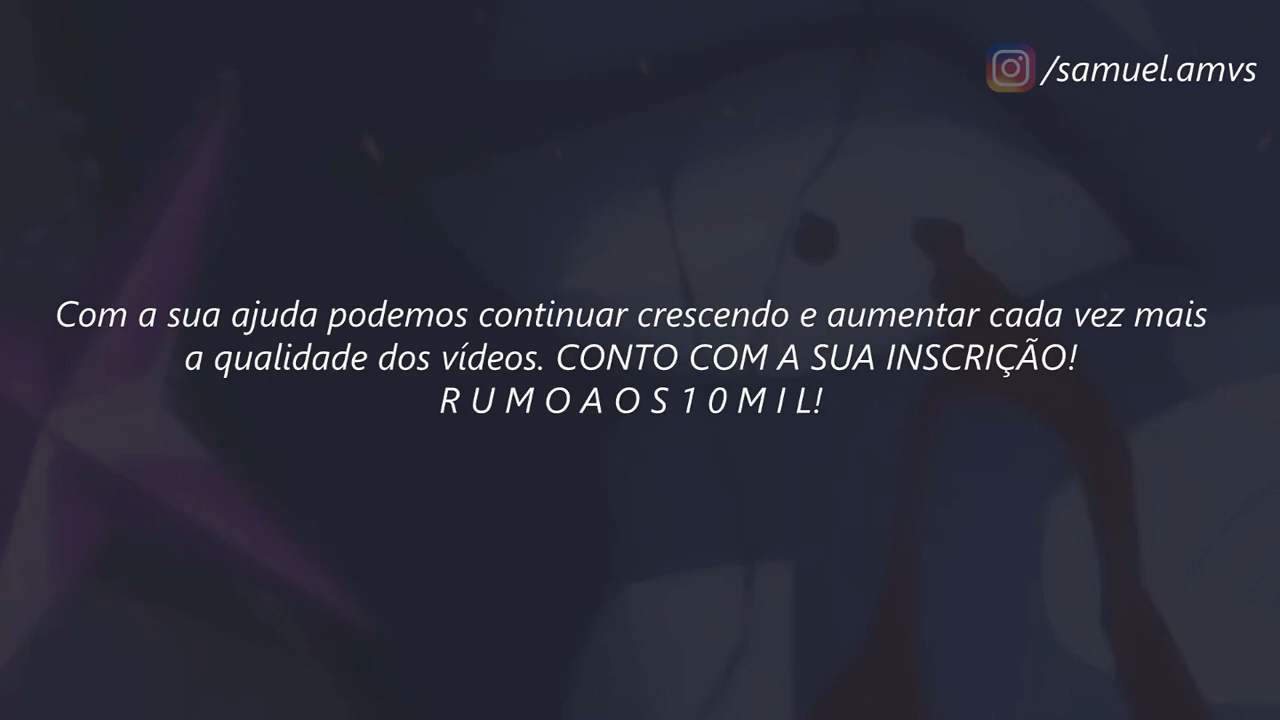 /samuel.amvs
Com a sua ajuda podemos continuar crescendo e aumentar cada vez mais
a qualidade dos vídeos. CONTO COM A SUA INSCRIÇÃO!
R U M O A O S 1 0 M I L!